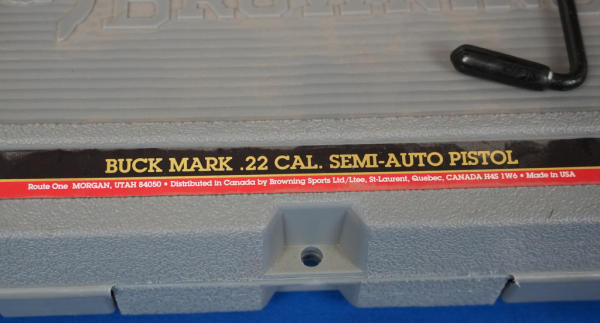 BROWNING
BUCK MARK .22 CAL. SEMI-AUTO PISTOL
Route One MORGAN, UTAH 84050 • Distributed in Canada by Browning Sports Ltd/Ltee, St-Laurent, Quebec, CANADA H4S 1W6 • Made in USA